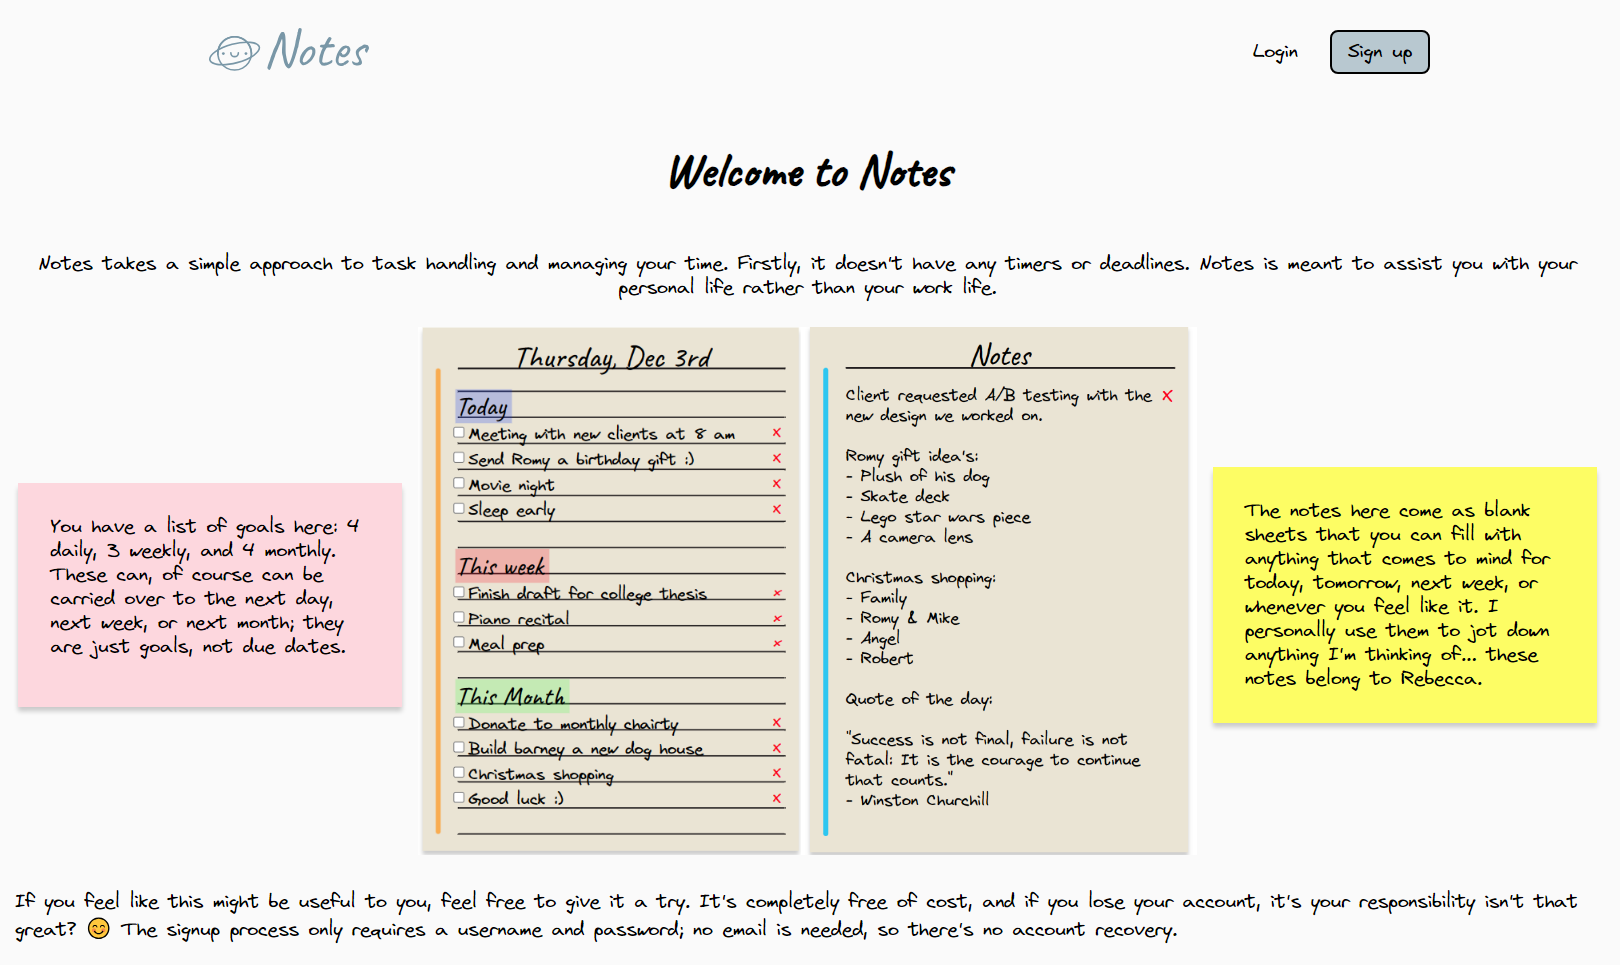 Notes
Login
Sign up
Welcome to Notes
Notes takes a simple approach to task handling and managing your time. Firstly, it doesn't have any timers or deadlines. Notes is meant to assist you with your
personal life rather than your work life.
You have a list of goals here: 4
daily, 3 weekly, and 4 monthly.
These can, of course can be
carried over to the next day,
next week, or next month; they
are just goals, not due dates.
Thursday, Dec 3rd
Today
Meeting with new clients at 8 am x
Send Romy a birthday gift :) x
Movie night x
Sleep early x
This week
Finish draft for college thesis x
Piano recital x
Meal prep x
This Month
Donate to monthly chairty x
Build barney a new dog house x
Christmas shopping x
Good luck :) x
Notes
Client requested A/B testing with the x
new design we worked on.
Romy gift idea's:
- Plush of his dog
- Skate deck
- Lego star wars piece
- A camera lens
Christmas shopping:
- Family
- Romy & Mike
- Angel
- Robert
Quote of the day:
"Success is not final, failure is not
fatal: It is the courage to continue
that counts."
- Winston Churchill
The notes here come as blank
sheets that you can fill with
anything that comes to mind for
today, tomorrow, next week, or
whenever you feel like it. I
personally use them to jot down
anything I'm thinking of... these
notes belong to Rebecca.
If you feel like this might be useful to you, feel free to give it a try. It's completely free of cost, and if you lose your account, it's your responsibility isn't that
great? 😊 The signup process only requires a username and password; no email is needed, so there's no account recovery.